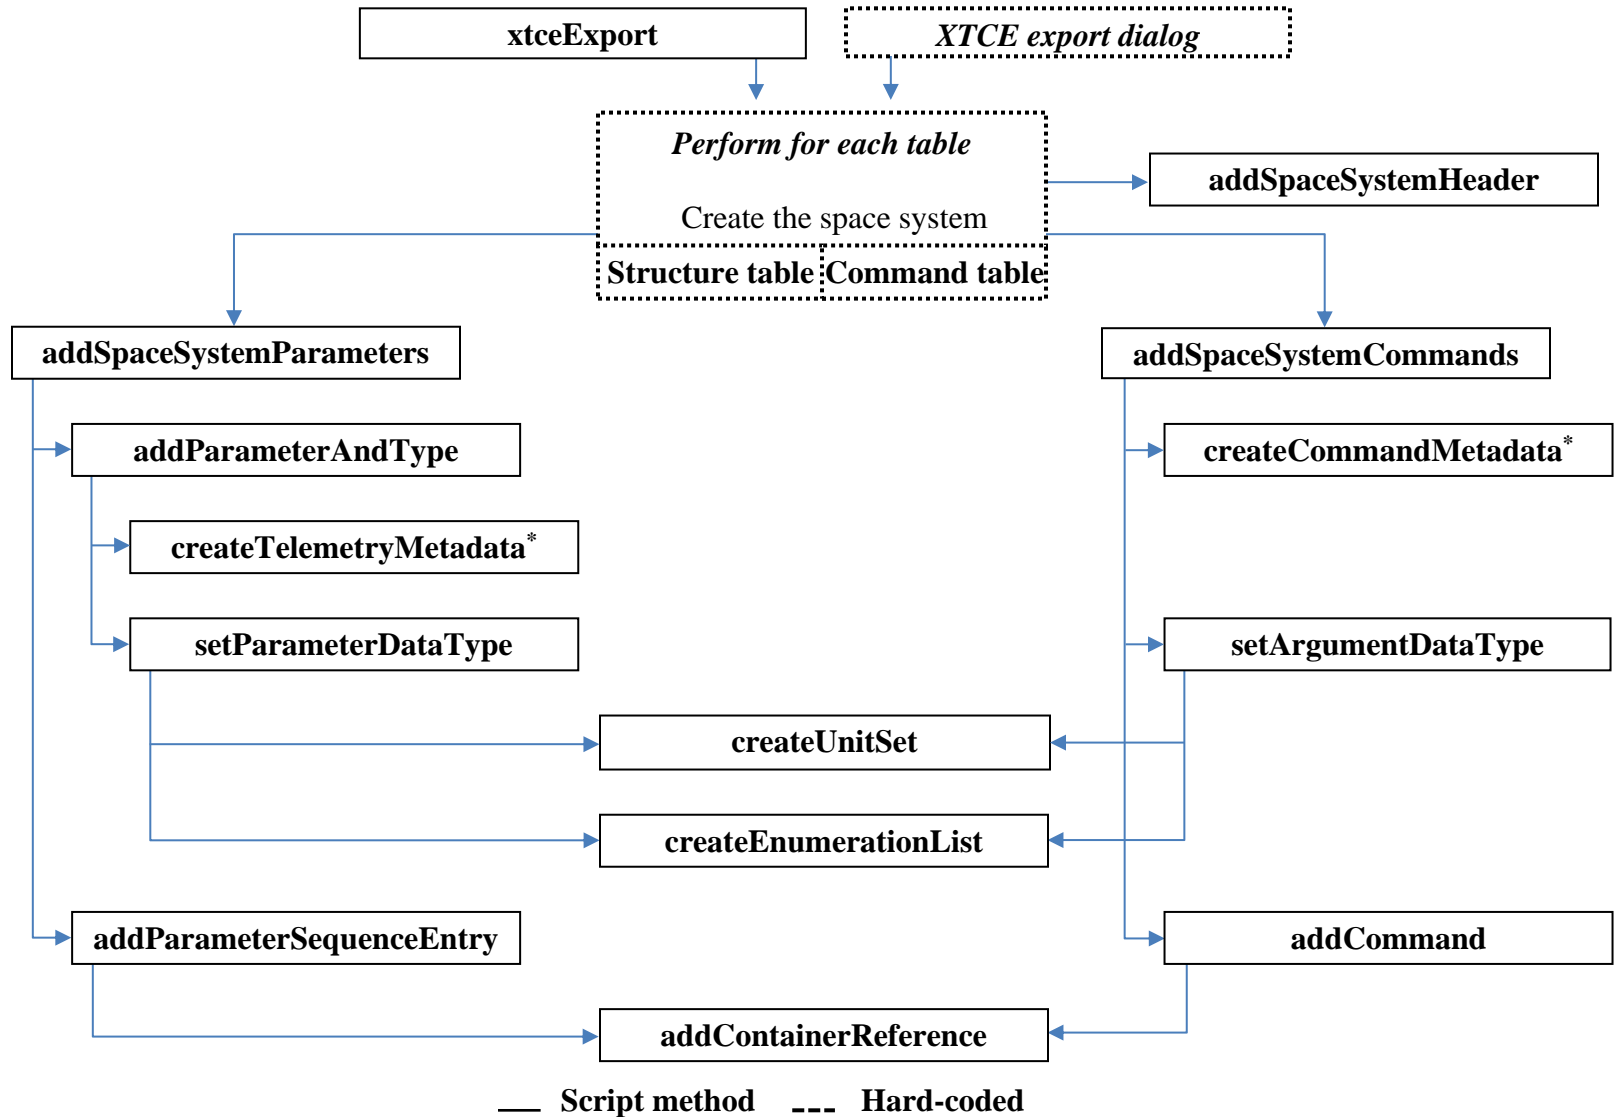 xtceExport
XTCE export dialog
Perform for each table
addSpaceSystemHeader
Create the space system
Structure table
Command table
addSpaceSystemParameters
addSpaceSystemCommands
addParameterAndType
createCommandMetadata*
createTelemetryMetadata*
setParameterDataType
setArgumentDataType
createUnitSet
createEnumerationList
addParameterSequenceEntry
addCommand
addContainerReference
Script method
Hard-coded